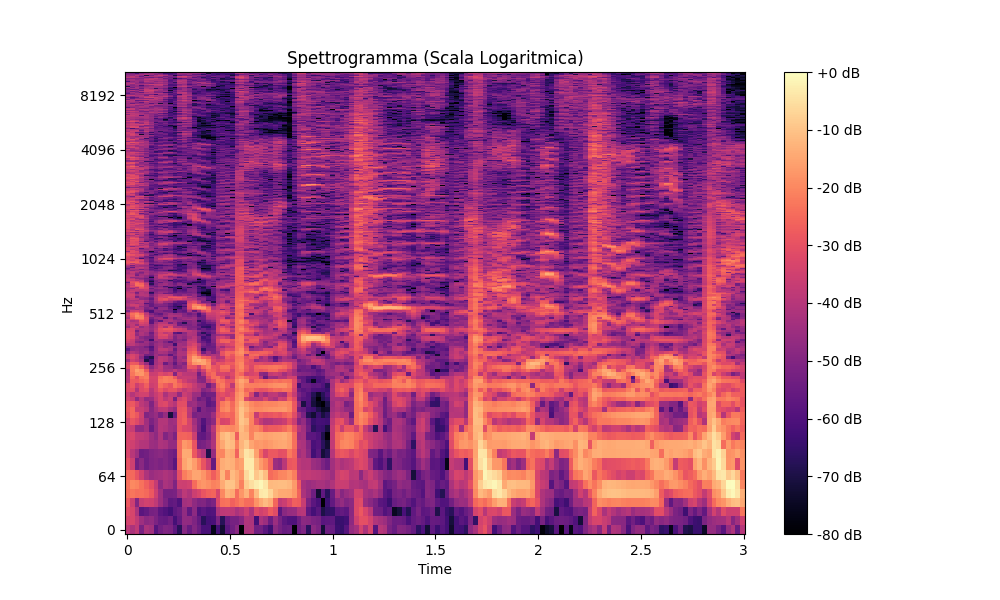 Spettrogramma (Scala Logaritmica)
Hz
8192
4096
2048
1024
512
256
128
64
0
0
0.5
1
1.5
2
2.5
3
Time
+0 dB
-10 dB
-20 dB
-30 dB
-40 dB
-50 dB
-60 dB
-70 dB
-80 dB